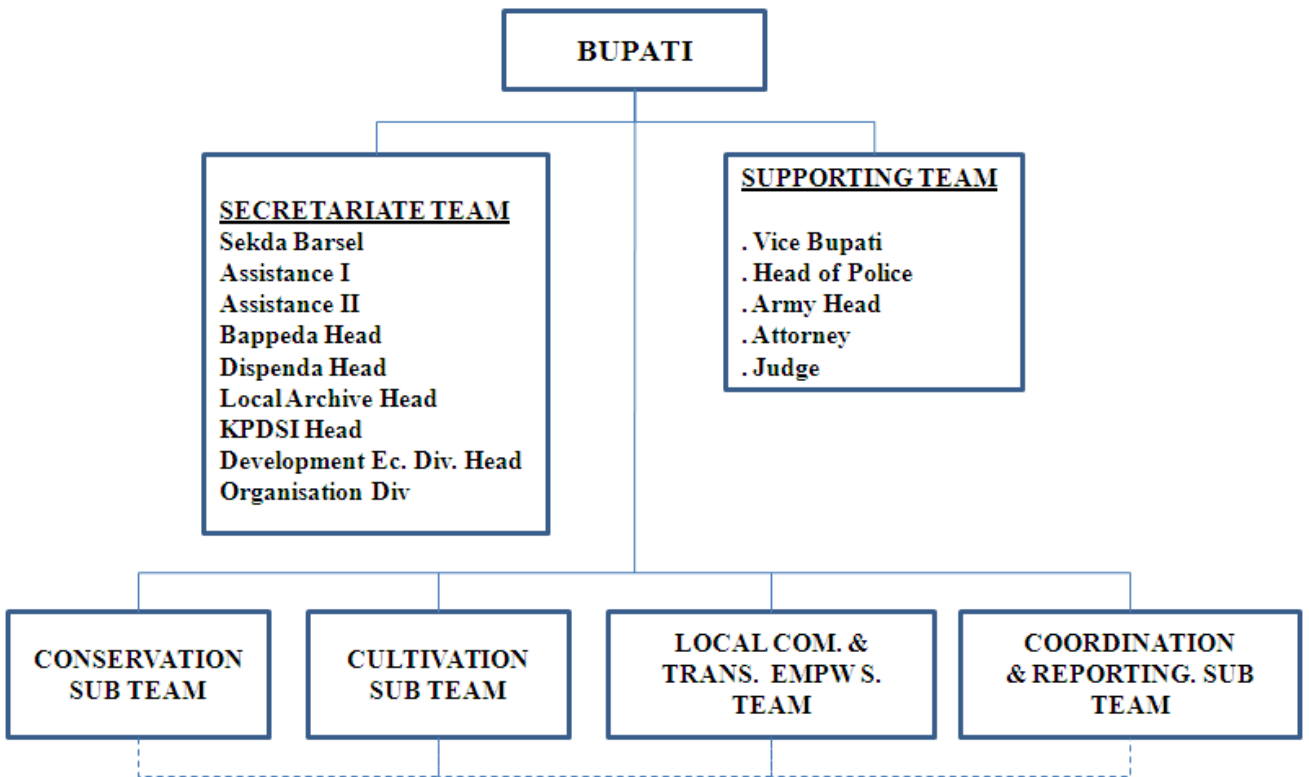 BUPATI
SECRETARIATE TEAM
Sekda Barsel
Assistance I
Assistance II
Bappeda Head
Dispenda Head
Local Archive Head
KPDSI Head
Development Ec. Div. Head
Organisation Div
SUPPORTING TEAM
. Vice Bupati
. Head of Police
. Army Head
. Attorney
. Judge
CONSERVATION
SUB TEAM
CULTIVATION
SUB TEAM
LOCAL COM. &
TRANS. EMPW S.
TEAM
COORDINATION
& REPORTING. SUB
TEAM